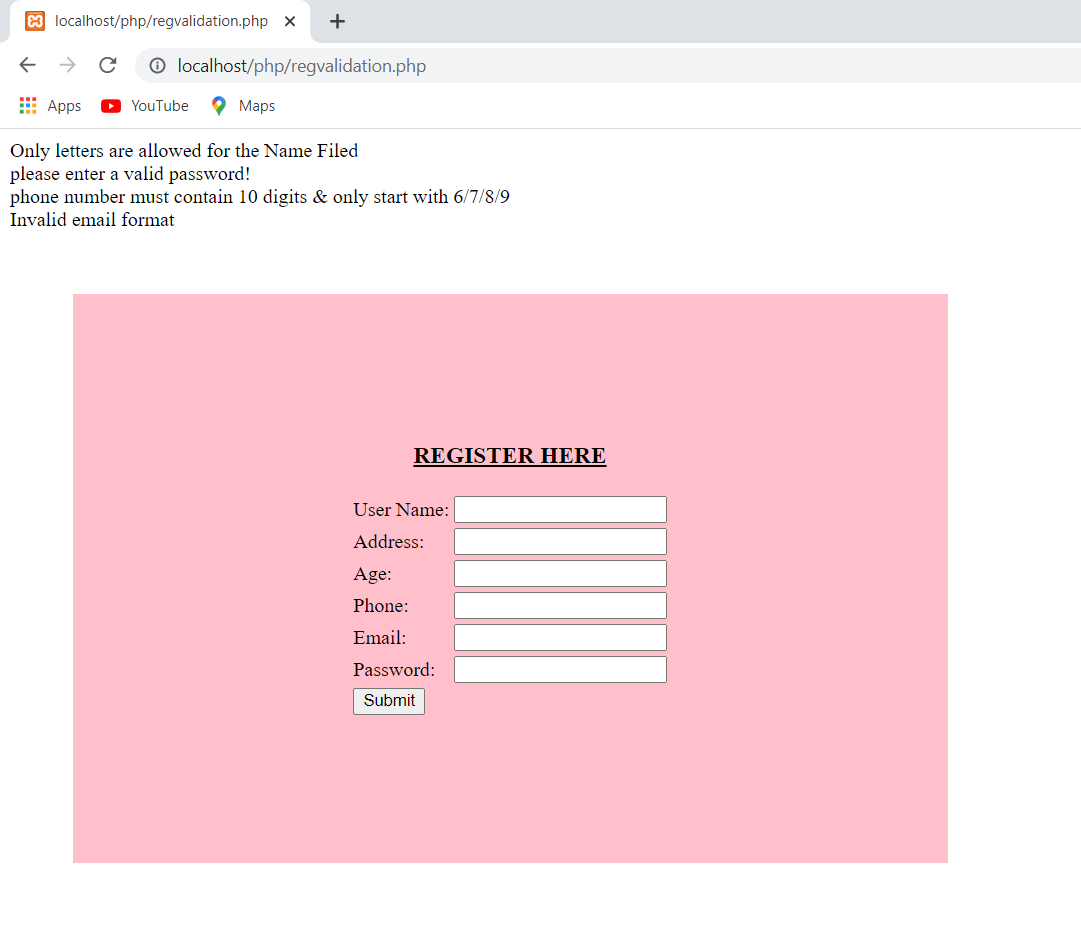 localhost/php/regvalidation.php
localhost/php/regvalidation.php
Apps YouTube Maps
Only letters are allowed for the Name Filed
please enter a valid password!
phone number must contain 10 digits & only start with 6/7/8/9
Invalid email format
REGISTER HERE
User Name:
Address:
Age:
Phone:
Email:
Password:
Submit